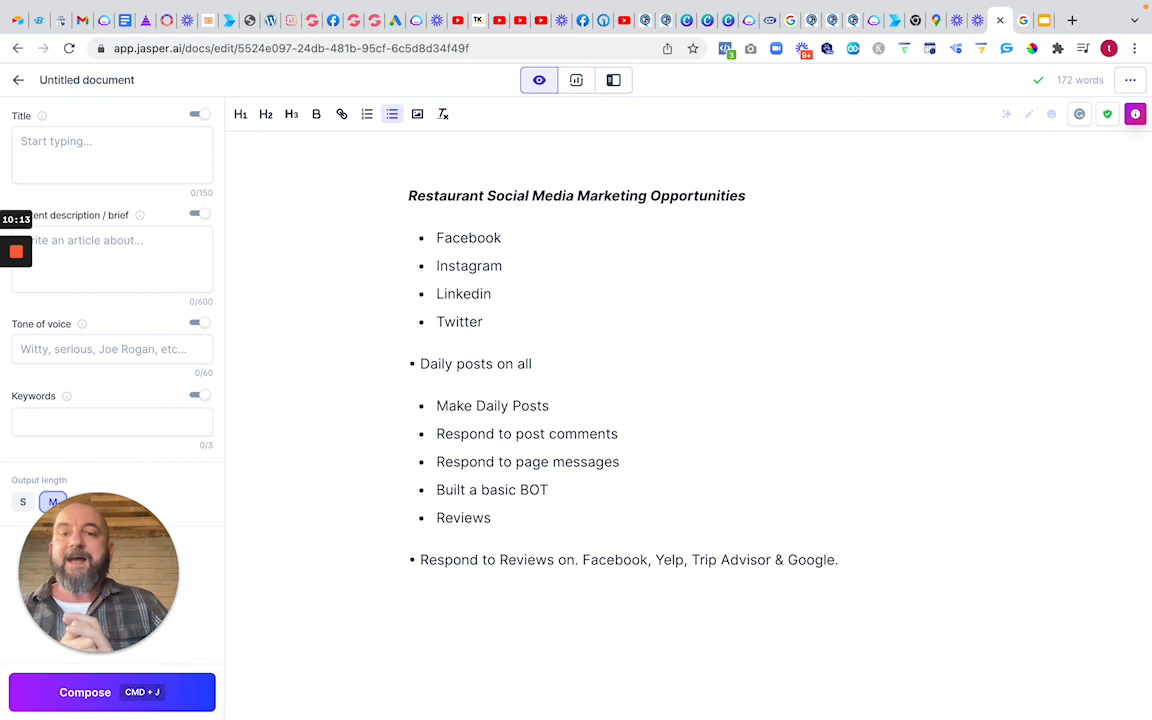 app.jasper.ai/docs/edit/5524e097-24db-481b-95cf-6c5d8d34f49f
3
9+
t
Untitled document
172 words
Title
Start typing...
0/150
10:13
tent description / brief
rite an article about...
0/600
Tone of voice
Witty, serious, Joe Rogan, etc...
0/60
Keywords
0/3
Output length
S
M
Compose CMD + J
H1 H2 H3 B
Restaurant Social Media Marketing Opportunities
• Facebook
• Instagram
• Linkedin
• Twitter
• Daily posts on all
• Make Daily Posts
• Respond to post comments
• Respond to page messages
• Built a basic BOT
• Reviews
• Respond to Reviews on. Facebook, Yelp, Trip Advisor & Google.